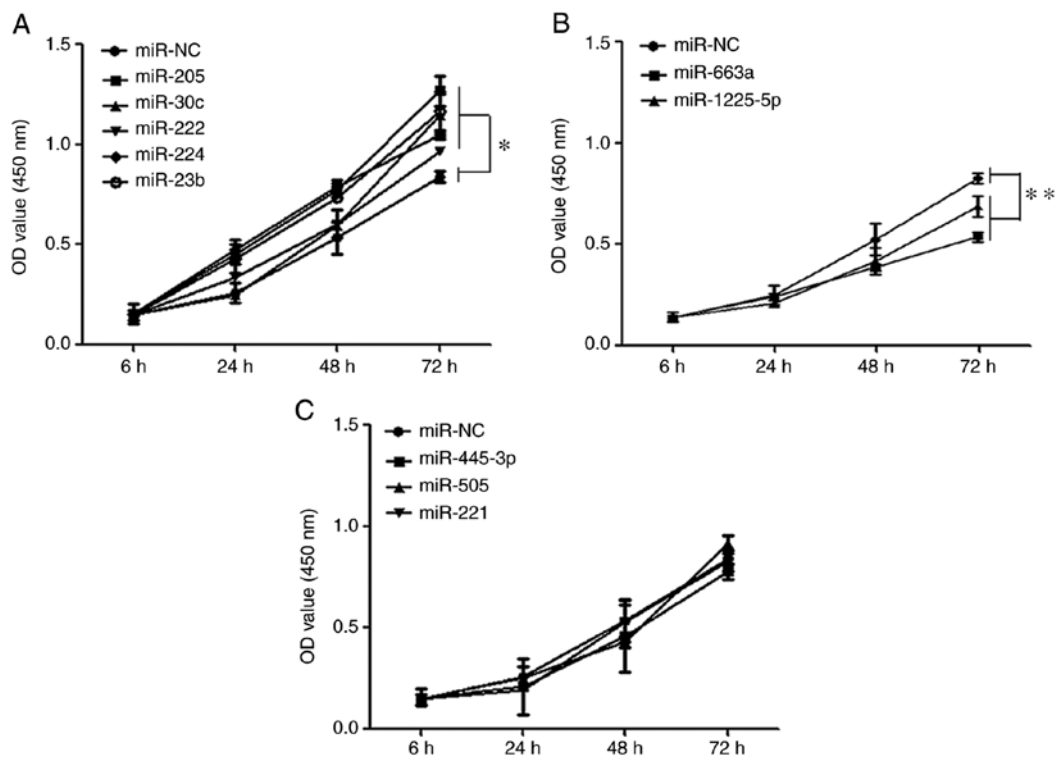 A
1.5
1.0
0.5
0.0
OD value (450 nm)
miR-NC
miR-205
miR-30c
miR-222
miR-224
miR-23b
*
6 h 24 h 48 h 72 h
B
1.5
1.0
0.5
0.0
OD value (450 nm)
miR-NC
miR-663a
miR-1225-5p
**
6 h 24 h 48 h 72 h
C
1.5
1.0
0.5
0.0
OD value (450 nm)
miR-NC
miR-445-3p
miR-505
miR-221
6 h 24 h 48 h 72 h